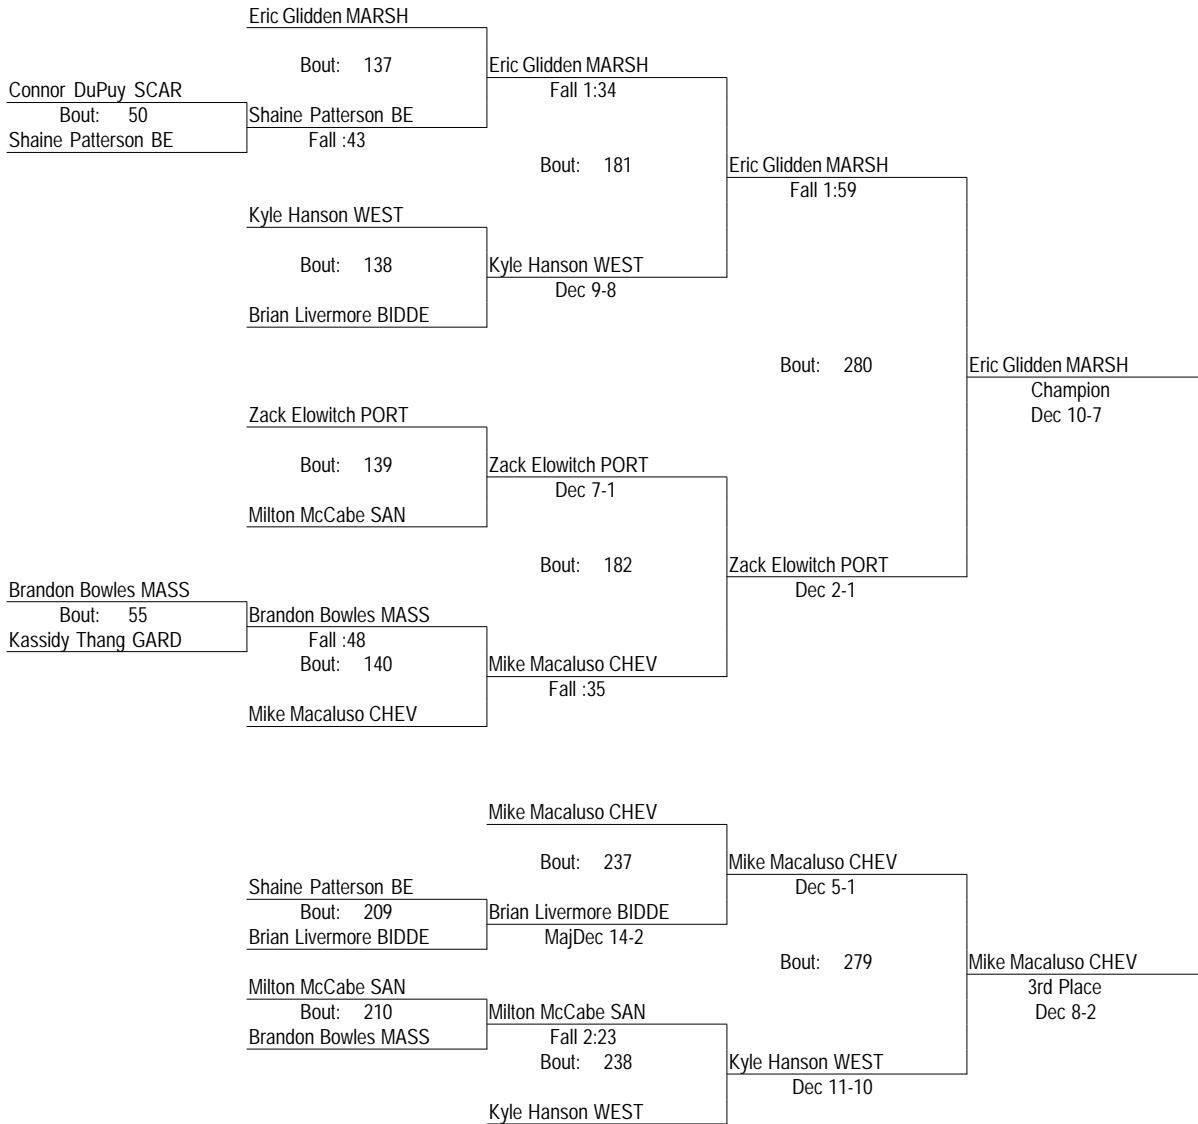 Eric Glidden MARSH
Bout: 137
Eric Glidden MARSH
Fall 1:34
Connor DuPuy SCAR
Bout: 50
Shaine Patterson BE
Shaine Patterson BE
Fall :43
Bout: 181
Eric Glidden MARSH
Fall 1:59
Kyle Hanson WEST
Bout: 138
Kyle Hanson WEST
Dec 9-8
Brian Livermore BIDDE
Bout: 280
Eric Glidden MARSH
Champion
Dec 10-7
Zack Elowitch PORT
Bout: 139
Zack Elowitch PORT
Dec 7-1
Milton McCabe SAN
Bout: 182
Zack Elowitch PORT
Dec 2-1
Brandon Bowles MASS
Bout: 55
Kassidy Thang GARD
Brandon Bowles MASS
Fall :48
Bout: 140
Mike Macaluso CHEV
Fall :35
Mike Macaluso CHEV
Mike Macaluso CHEV
Bout: 237
Mike Macaluso CHEV
Dec 5-1
Shaine Patterson BE
Bout: 209
Brian Livermore BIDDE
Brian Livermore BIDDE
MajDec 14-2
Bout: 279
Mike Macaluso CHEV
3rd Place
Dec 8-2
Milton McCabe SAN
Bout: 210
Brandon Bowles MASS
Milton McCabe SAN
Fall 2:23
Bout: 238
Kyle Hanson WEST
Dec 11-10
Kyle Hanson WEST